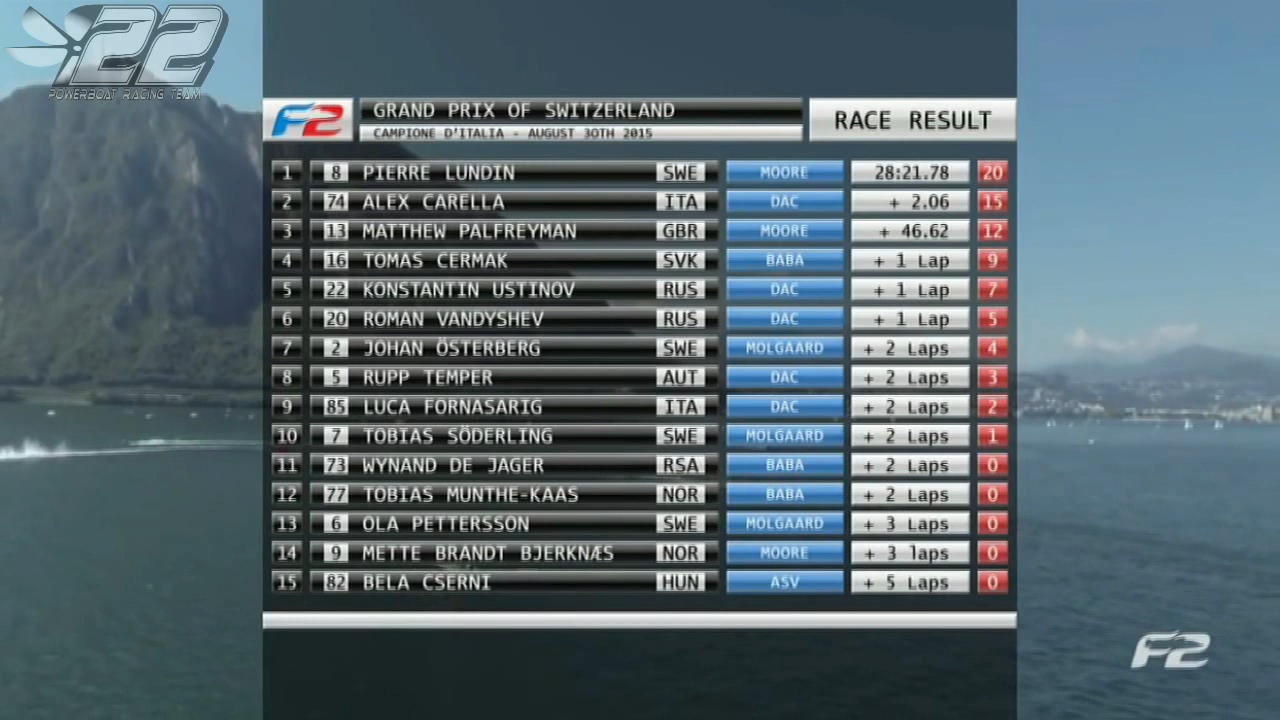 22
POWERBOAT RACING TEAM
F2 GRAND PRIX OF SWITZERLAND RACE RESULT
CAMPIONE D'ITALIA - AUGUST 30TH 2015
1 8 PIERRE LUNDIN SWE MOORE 28:21.78 20
2 74 ALEX CARELLA ITA DAC + 2.06 15
3 13 MATTHEW PALFREYMAN GBR MOORE + 46.62 12
4 16 TOMAS CERMAK SVK BABA + 1 Lap 9
5 22 KONSTANTIN USTINOV RUS DAC + 1 Lap 7
6 20 ROMAN VANDYSHEV RUS DAC + 1 Lap 5
7 2 JOHAN ÖSTERBERG SWE MOLGAARD + 2 Laps 4
8 5 RUPP TEMPER AUT DAC + 2 Laps 3
9 85 LUCA FORNASARIG ITA DAC + 2 Laps 2
10 7 TOBIAS SÖDERLING SWE MOLGAARD + 2 Laps 1
11 73 WYNAND DE JAGER RSA BABA + 2 Laps 0
12 77 TOBIAS MUNTHE-KAAS NOR BABA + 2 Laps 0
13 6 OLA PETTERSSON SWE MOLGAARD + 3 Laps 0
14 9 METTE BRANDT BJERKNÆS NOR MOORE + 3 laps 0
15 82 BELA CSERNI HUN ASV + 5 Laps 0
F2